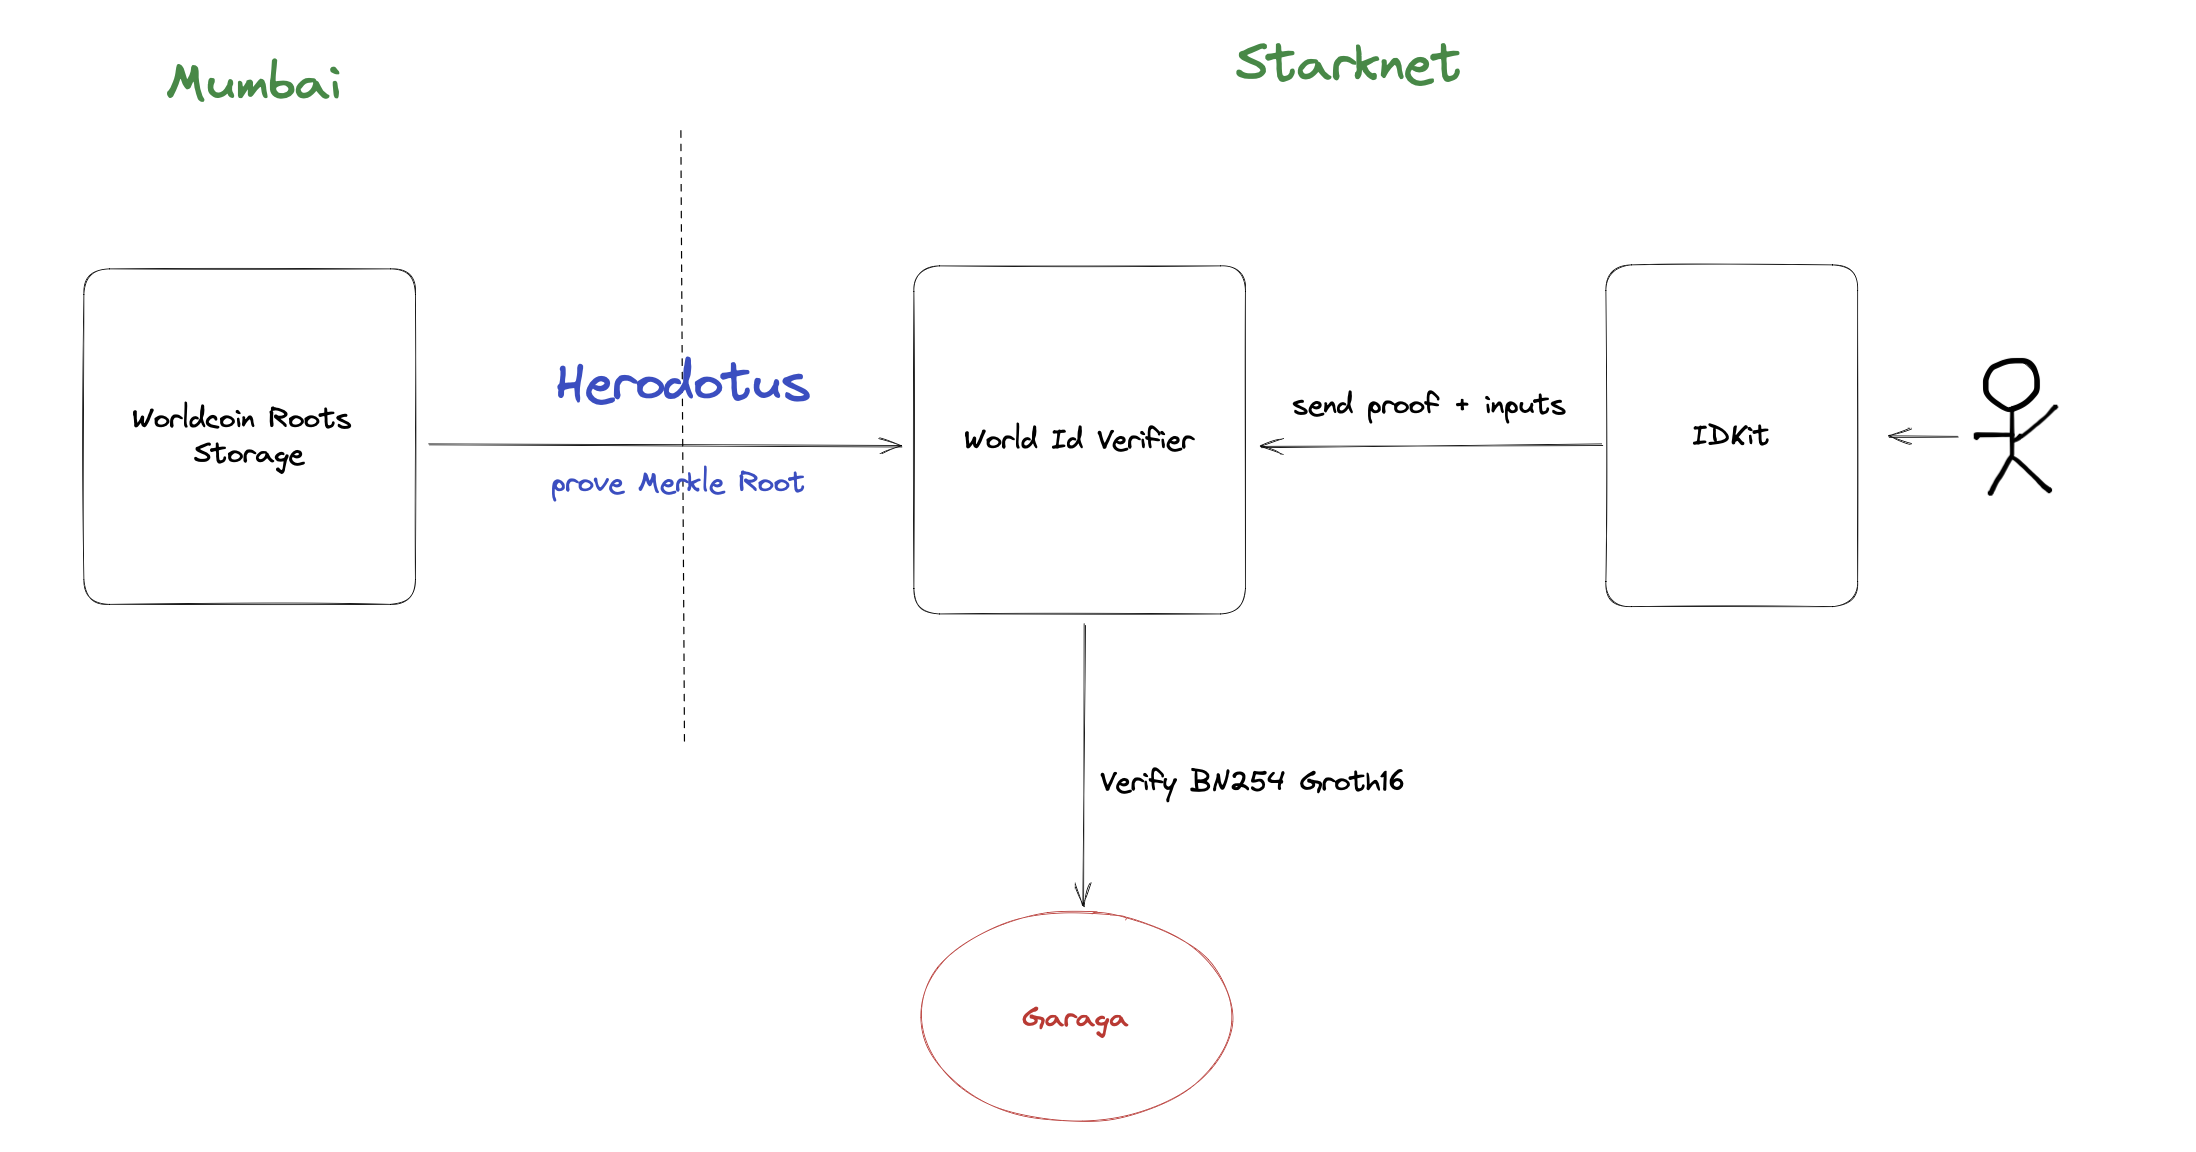 Mumbai
Starknet
Herodotus
Worldcoin Roots
Storage
prove Merkle Root
World Id Verifier
send proof + inputs
IDKit
Verify BN254 Groth16
Garaga